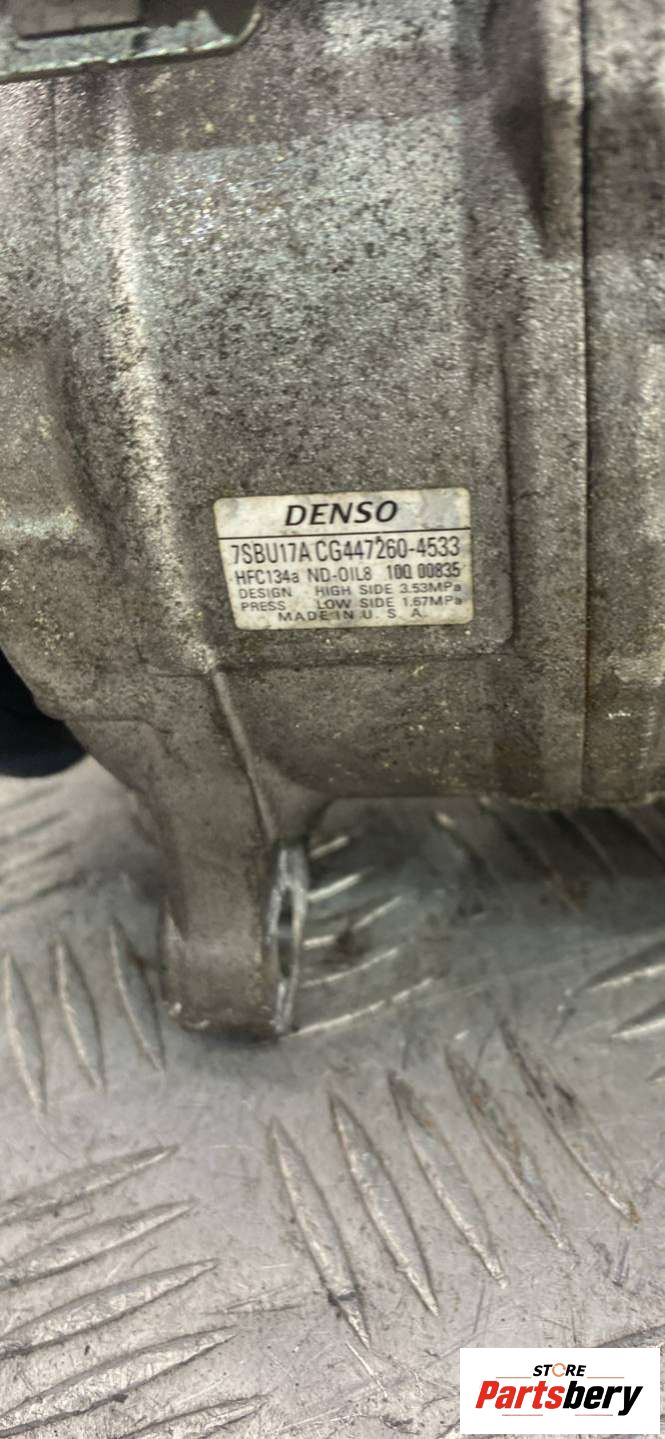 DENSO
7SBU17A CG447260-4533
HFC134a ND-OIL8 100 00835
DESIGN HIGH SIDE 3.53MPa
PRESS LOW SIDE 1.67MPa
MADE IN U. S. A.
STORE
Partsbery